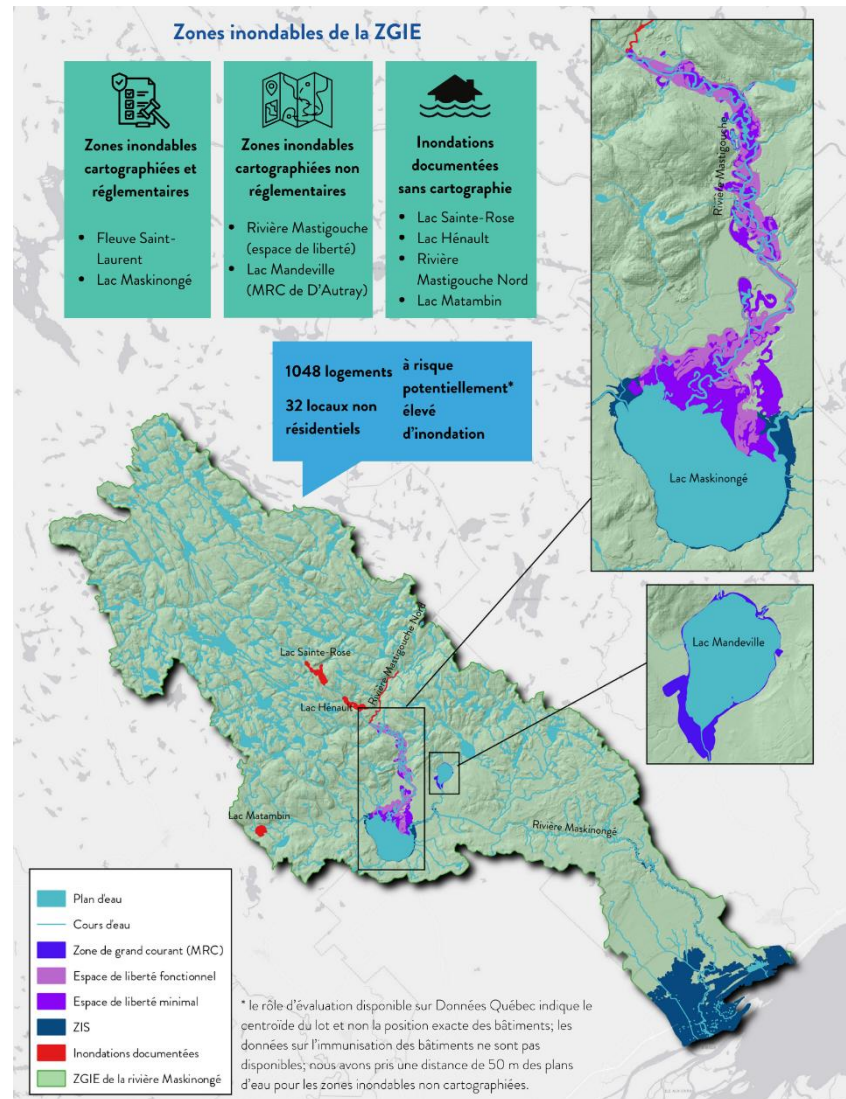 Zones inondables de la ZGIE
Zones inondables
cartographiées et
réglementaires
• Fleuve Saint-
Laurent
• Lac Maskinongé
Zones inondables
cartographiées non
réglementaires
• Rivière Mastigouche
(espace de liberté)
• Lac Mandeville
(MRC de D'Autray)
Inondations
documentées
sans cartographie
• Lac Sainte-Rose
• Lac Hénault
• Rivière
Mastigouche Nord
• Lac Matambin
1048 logements
32 locaux non
résidentiels
à risque
potentiellement*
élevé
d'inondation
Rivière Mastigouche
Lac Maskinongé
Lac Mandeville
Lac Sainte-Rose
Rivière Mastigouche Nord
Lac Hénault
Lac Matambin
Rivière Maskinongé
Plan d'eau
Cours d'eau
Zone de grand courant (MRC)
Espace de liberté fonctionnel
Espace de liberté minimal
ZIS
Inondations documentées
ZGIE de la rivière Maskinongé
* le rôle d'évaluation disponible sur Données Québec indique le
centroïde du lot et non la position exacte des bâtiments; les
données sur l'immunisation des bâtiments ne sont pas
disponibles; nous avons pris une distance de 50 m des plans
d'eau pour les zones inondables non cartographiées.